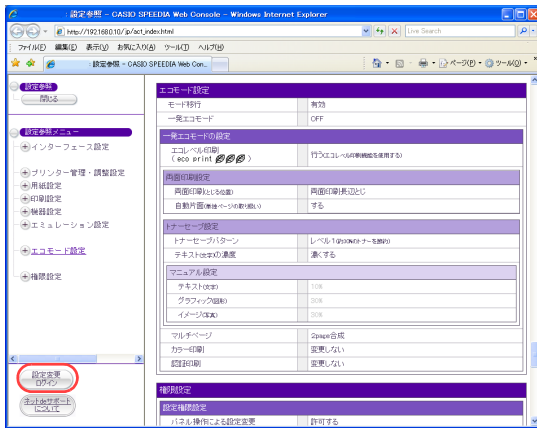 : 設定参照 - CASIO SPEEDIA Web Console - Windows Internet Explorer
http://192.168.0.10/jp/act_index.html
Live Search
ファイル(F) 編集(E) 表示(V) お気に入り(A) ツール(T) ヘルプ(H)
: 設定参照 - CASIO SPEEDIA Web Con...
ページ(P) ツール(O)
設定参照
閉じる
設定参照メニュー
インターフェース設定
プリンター管理・調整設定
用紙設定
印刷設定
機器設定
エミュレーション設定
エコモード設定
権限設定
設定変更
ログイン
ネットdeサポート
について
エコモード設定
モード移行 有効
一発エコモード OFF
一発エコモードの設定
エコレベル印刷
( eco print ) 行う(エコレベル印刷機能を使用する)
両面印刷設定
両面印刷(とじる位置) 両面印刷長辺とじ
自動片面(単独ページの取り扱い) する
トナーセーブ設定
トナーセーブパターン レベル1(約30%のトナーを節約)
テキスト(文字)の濃度 濃くする
マニュアル設定
テキスト(文字) 10%
グラフィック(図形) 30%
イメージ(写真) 30%
マルチページ 2page合成
カラー印刷 変更しない
認証印刷 変更しない
権限設定
設定権限設定
パネル操作による設定変更 許可する